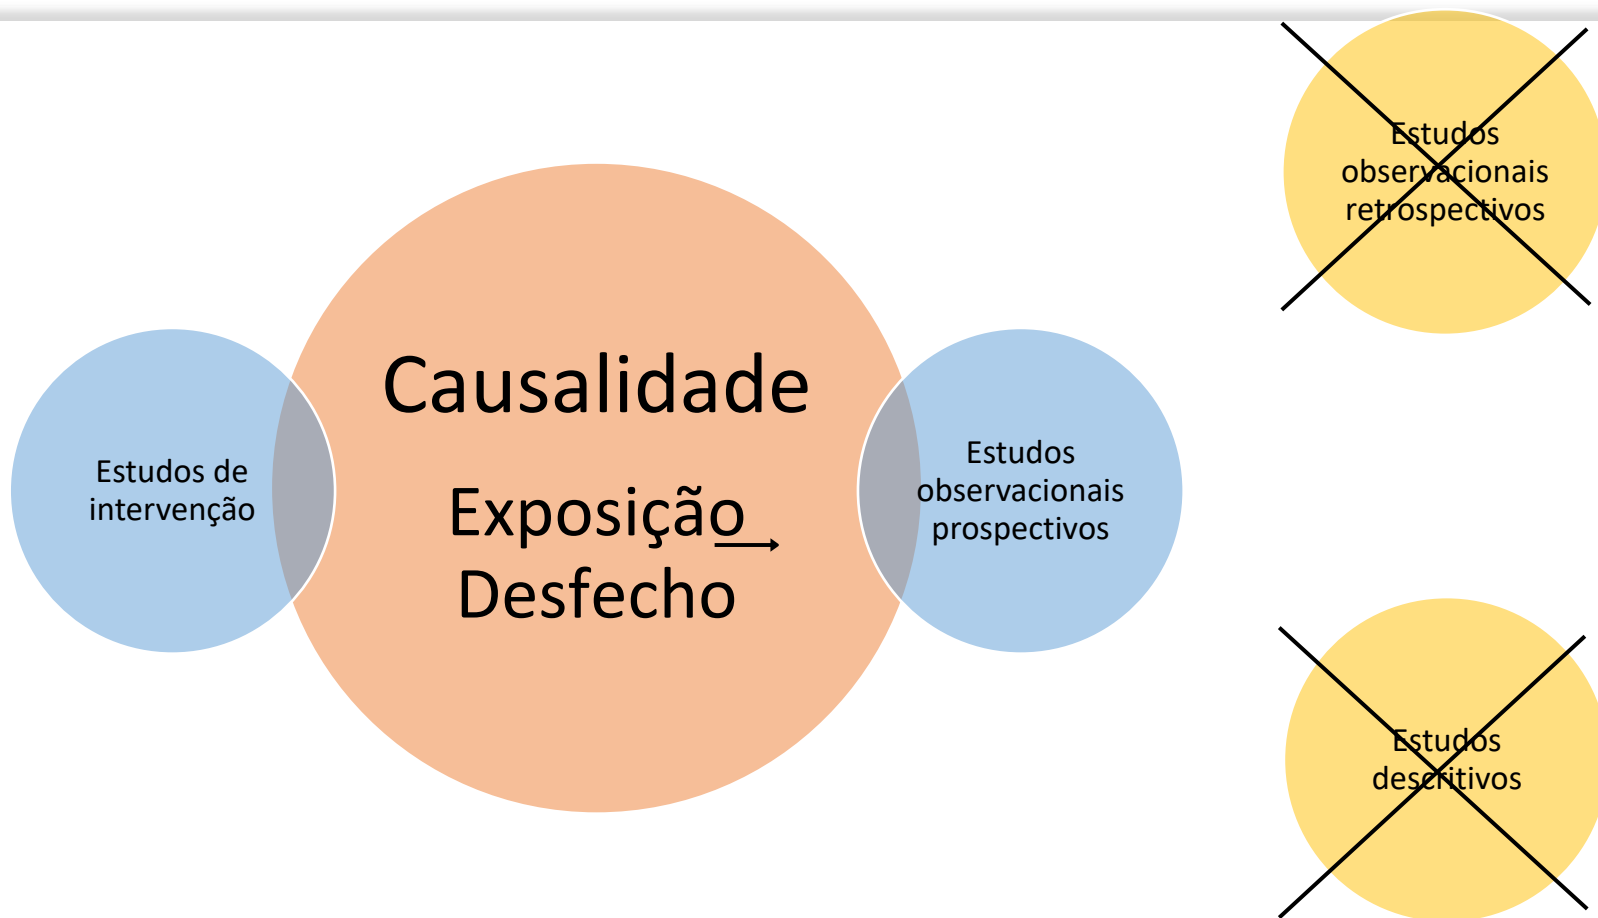 Estudos
observacionais
retrospectivos
Causalidade
Exposição
Desfecho
Estudos de
intervenção
Estudos
observacionais
prospectivos
Estudos
descritivos